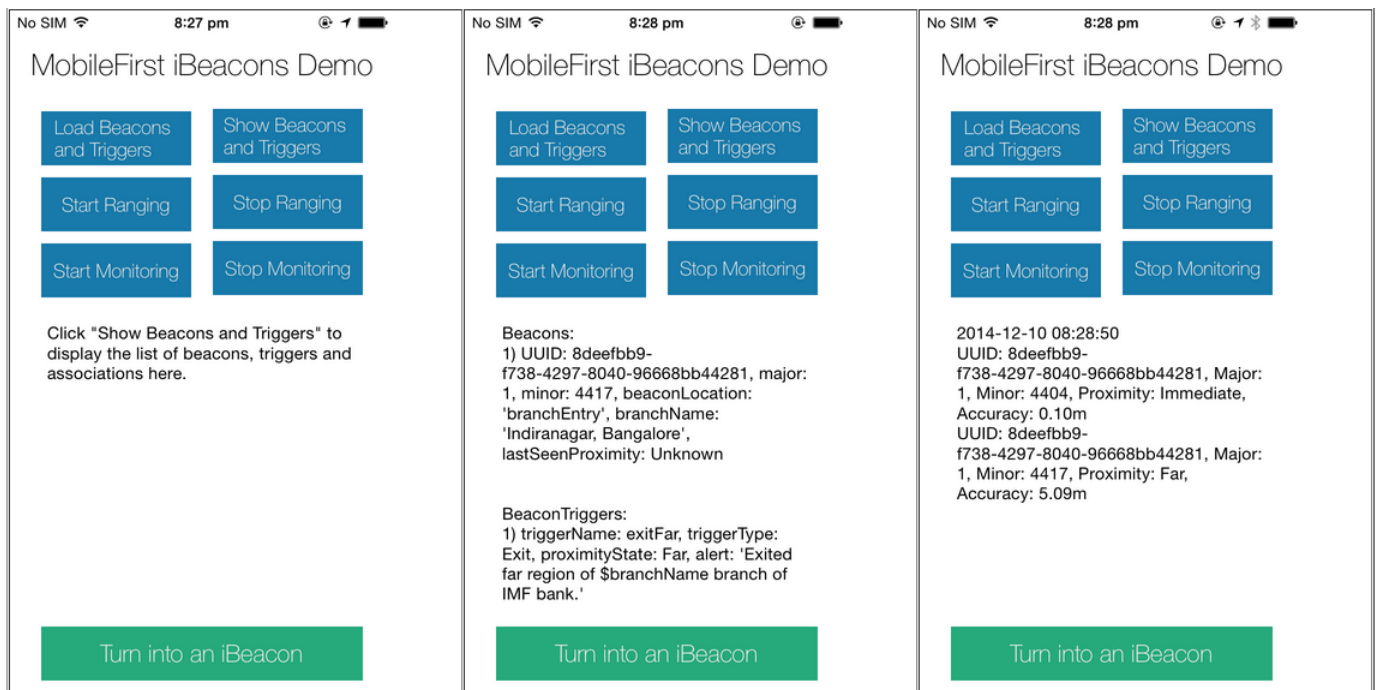 No SIM 8:27 pm
MobileFirst iBeacons Demo
Load Beacons
and Triggers
Show Beacons
and Triggers
Start Ranging
Stop Ranging
Start Monitoring
Stop Monitoring
Click "Show Beacons and Triggers" to
display the list of beacons, triggers and
associations here.
Turn into an iBeacon
No SIM 8:28 pm
MobileFirst iBeacons Demo
Load Beacons
and Triggers
Show Beacons
and Triggers
Start Ranging
Stop Ranging
Start Monitoring
Stop Monitoring
Beacons:
1) UUID: 8deefbb9-
f738-4297-8040-96668bb44281, major:
1, minor: 4417, beaconLocation:
'branchEntry', branchName:
'Indiranagar, Bangalore',
lastSeenProximity: Unknown
BeaconTriggers:
1) triggerName: exitFar, triggerType:
Exit, proximityState: Far, alert: 'Exited
far region of $branchName branch of
IMF bank.'
Turn into an iBeacon
No SIM 8:28 pm
MobileFirst iBeacons Demo
Load Beacons
and Triggers
Show Beacons
and Triggers
Start Ranging
Stop Ranging
Start Monitoring
Stop Monitoring
2014-12-10 08:28:50
UUID: 8deefbb9-
f738-4297-8040-96668bb44281, Major:
1, Minor: 4404, Proximity: Immediate,
Accuracy: 0.10m
UUID: 8deefbb9-
f738-4297-8040-96668bb44281, Major:
1, Minor: 4417, Proximity: Far,
Accuracy: 5.09m
Turn into an iBeacon